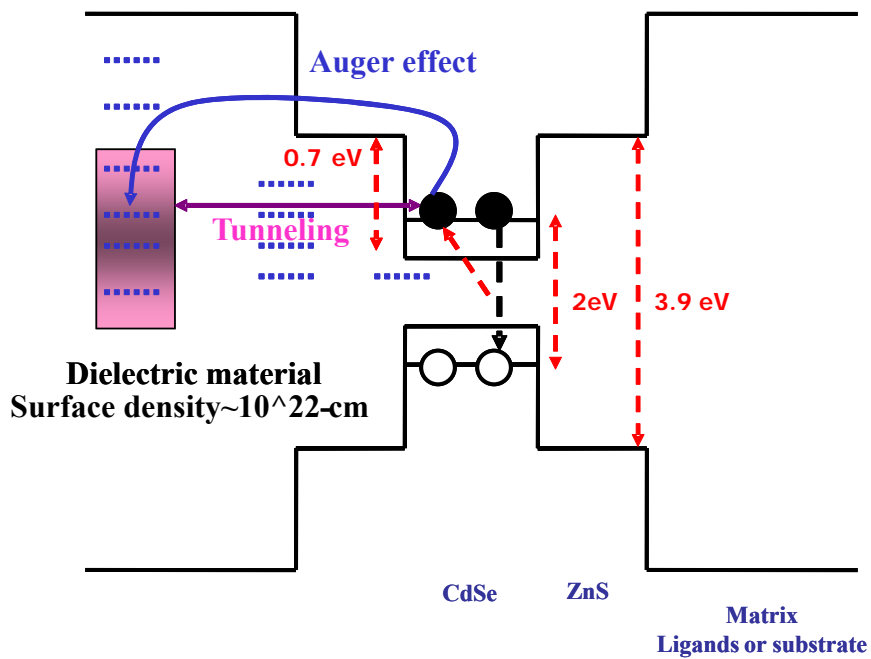 Auger effect
0.7 eV
Tunneling
2eV
3.9 eV
Dielectric material
Surface density~10^22-cm
CdSe
ZnS
Matrix
Ligands or substrate